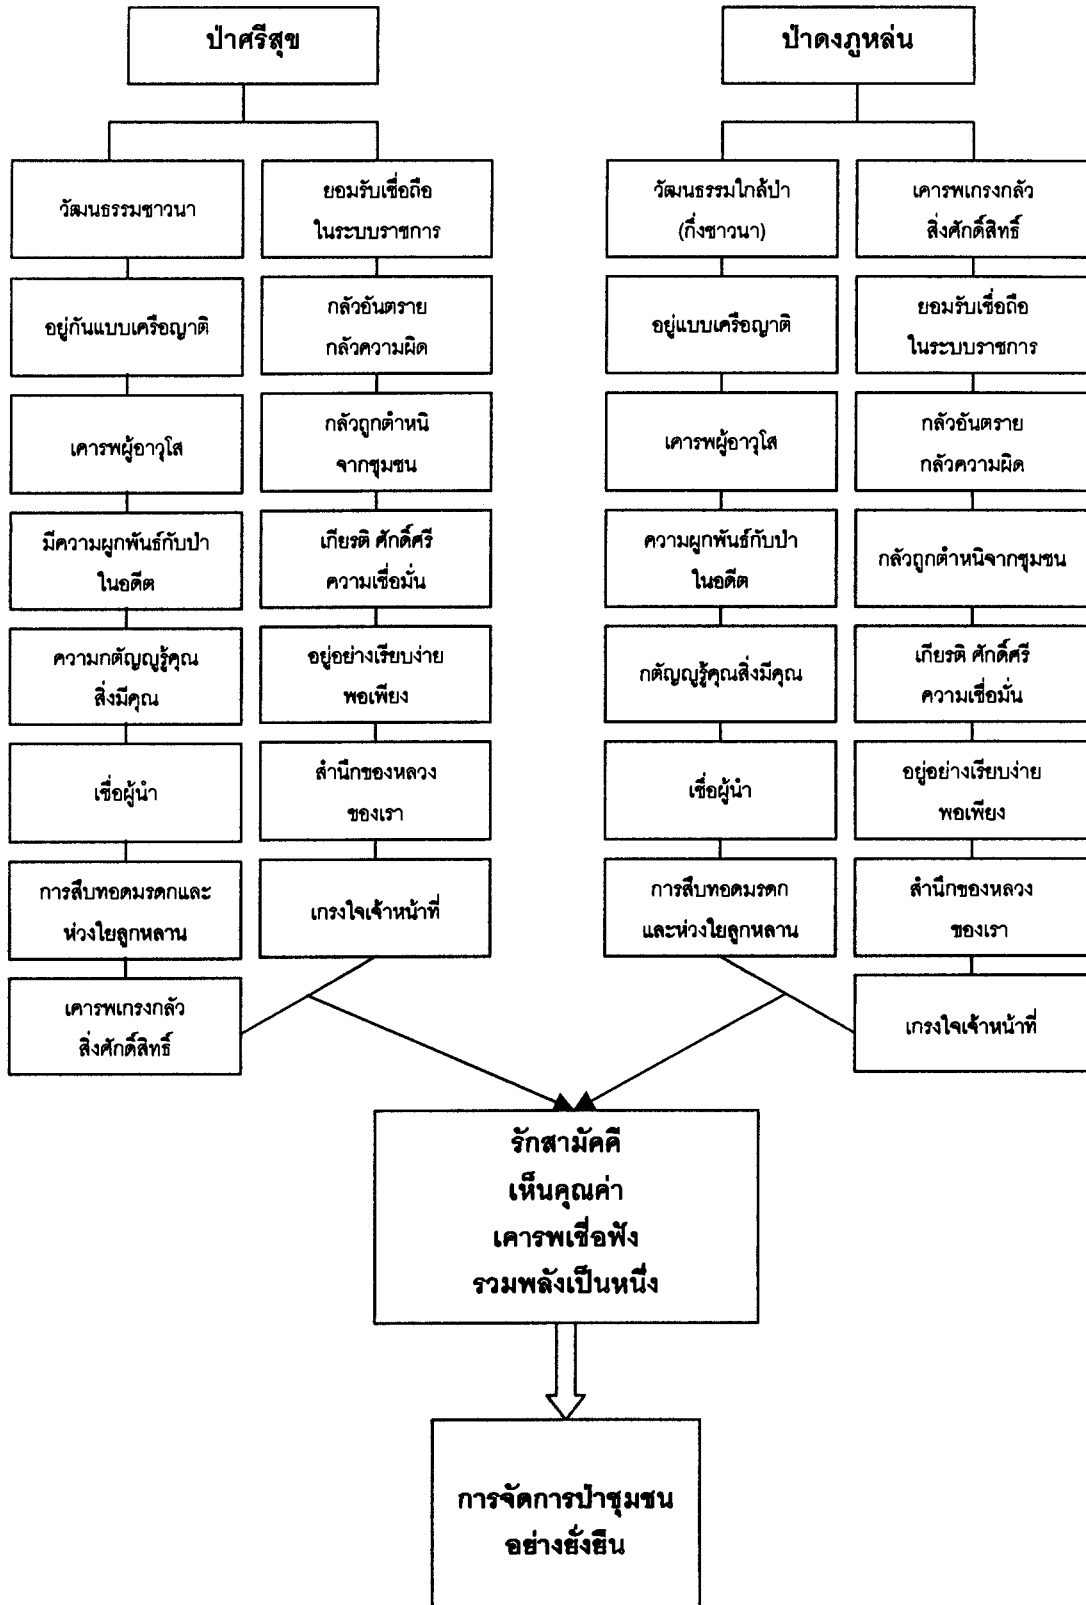 ป่าศรีสุข
วัฒนธรรมชาวนา
อยู่กันแบบเครือญาติ
เคารพผู้อาวุโส
มีความผูกพันธ์กับป่า
ในอดีต
ความกตัญญูรู้คุณ
สิ่งมีคุณ
เชื่อผู้นำ
การสืบทอดมรดกและ
ห่วงใยลูกหลาน
เคารพเกรงกลัว
สิ่งศักดิ์สิทธิ์
ยอมรับเชื่อถือ
ในระบบราชการ
กลัวอันตราย
กลัวความผิด
กลัวถูกตำหนิ
จากชุมชน
เกียรติ ศักดิ์ศรี
ความเชื่อมั่น
อยู่อย่างเรียบง่าย
พอเพียง
สำนึกของหลวง
ของเรา
เกรงใจเจ้าหน้าที่
ป่าดงภูหล่น
วัฒนธรรมใกล้ป่า
(กึ่งชาวนา)
อยู่แบบเครือญาติ
เคารพผู้อาวุโส
ความผูกพันธ์กับป่า
ในอดีต
กตัญญูรู้คุณสิ่งมีคุณ
เชื่อผู้นำ
การสืบทอดมรดก
และห่วงใยลูกหลาน
เคารพเกรงกลัว
สิ่งศักดิ์สิทธิ์
ยอมรับเชื่อถือ
ในระบบราชการ
กลัวอันตราย
กลัวความผิด
กลัวถูกตำหนิจากชุมชน
เกียรติ ศักดิ์ศรี
ความเชื่อมั่น
อยู่อย่างเรียบง่าย
พอเพียง
สำนึกของหลวง
ของเรา
เกรงใจเจ้าหน้าที่
รักสามัคคี
เห็นคุณค่า
เคารพเชื่อฟัง
รวมพลังเป็นหนึ่ง
การจัดการป่าชุมชน
อย่างยั่งยืน